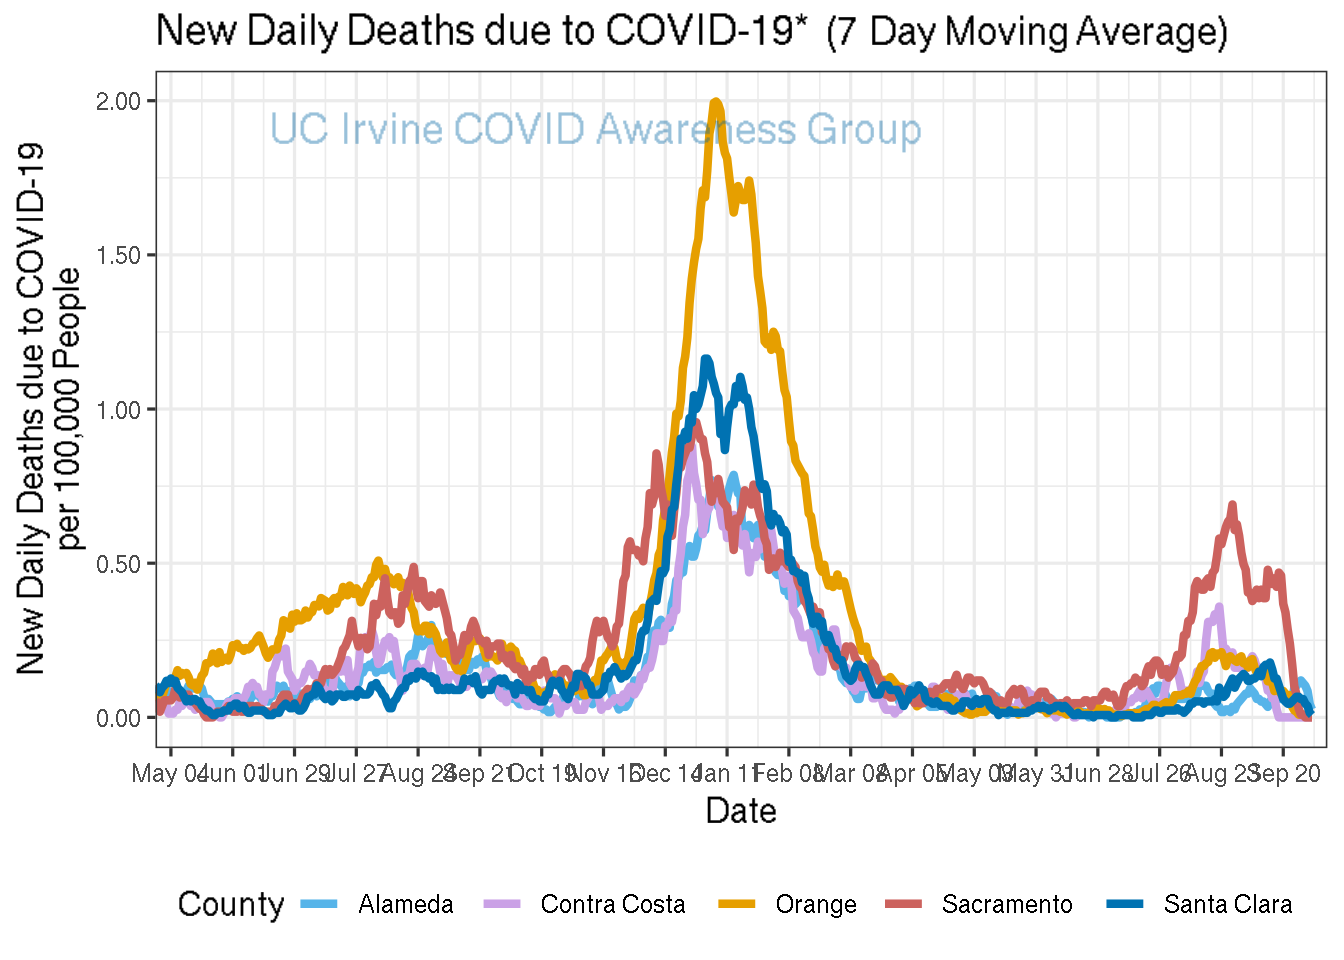 New Daily Deaths due to COVID-19* (7 Day Moving Average)
UC Irvine COVID Awareness Group
New Daily Deaths due to COVID-19
per 100,000 People
2.00
1.50
1.00
0.50
0.00
May 04 Jun 01 Jun 29 Jul 27 Aug 24 Sep 21 Oct 19 Nov 16 Dec 14 Jan 11 Feb 08 Mar 08 Apr 05 May 03 May 31 Jun 28 Jul 26 Aug 23 Sep 20
Date
County Alameda Contra Costa Orange Sacramento Santa Clara